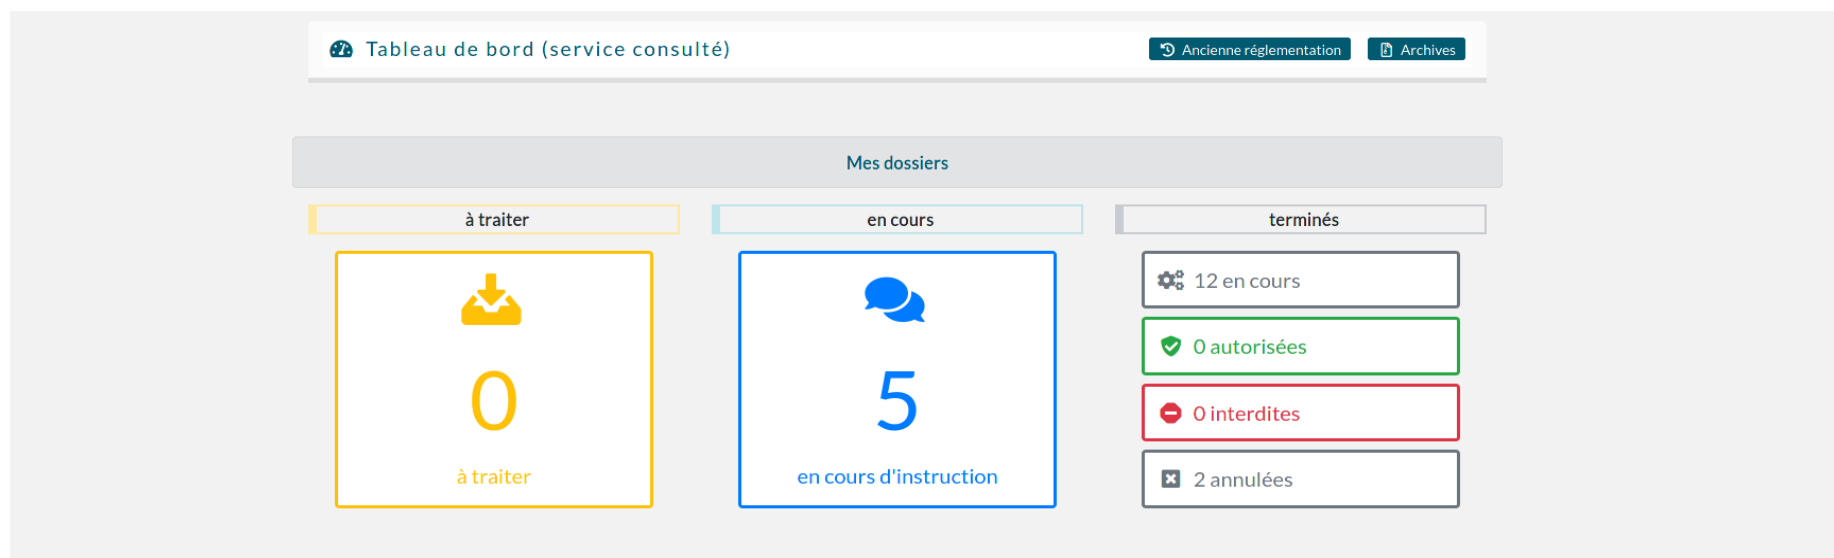 Tableau de bord (service consulté)
Ancienne réglementation
Archives
Mes dossiers
à traiter
0
à traiter
en cours
5
en cours d'instruction
terminés
12 en cours
0 autorisées
0 interdites
2 annulées